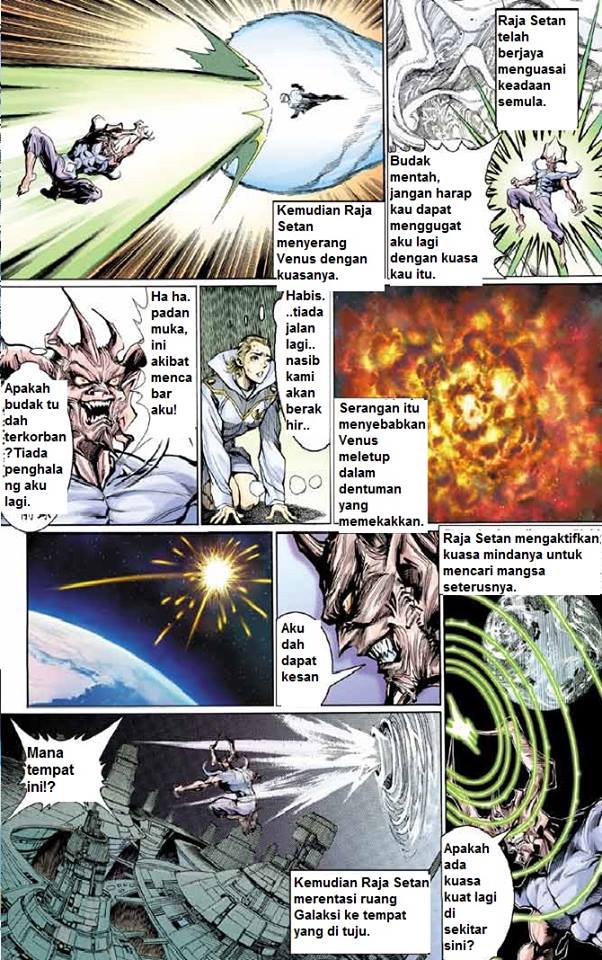 Raja Setan
telah
berjaya
menguasai
keadaan
semula.
Budak
mentah,
jangan harap
kau dapat
menggugat
aku lagi
dengan kuasa
kau itu.
Kemudian Raja
Setan
menyerang
Venus dengan
kuasanya.
Ha ha.
padan
muka,
ini
akibat
menca
bar
aku!
Apakah
budak tu
dah
terkorban
?Tiada
penghala
ng aku
lagi.
Habis.
..tiada
jalan
lagi..
nasib
kami
akan
berak
hir..
Serangan itu
menyebabkan
Venus
meletup
dalam
dentuman
yang
memekakkan.
Raja Setan mengaktifkan
kuasa mindanya untuk
mencari mangsa
seterusnya.
Aku
dah
dapat
kesan
Apakah
ada
kuasa
kuat lagi
di
sekitar
sini?
Mana
tempat
ini!?
Kemudian Raja Setan
merentasi ruang
Galaksi ke tempat
yang di tuju.